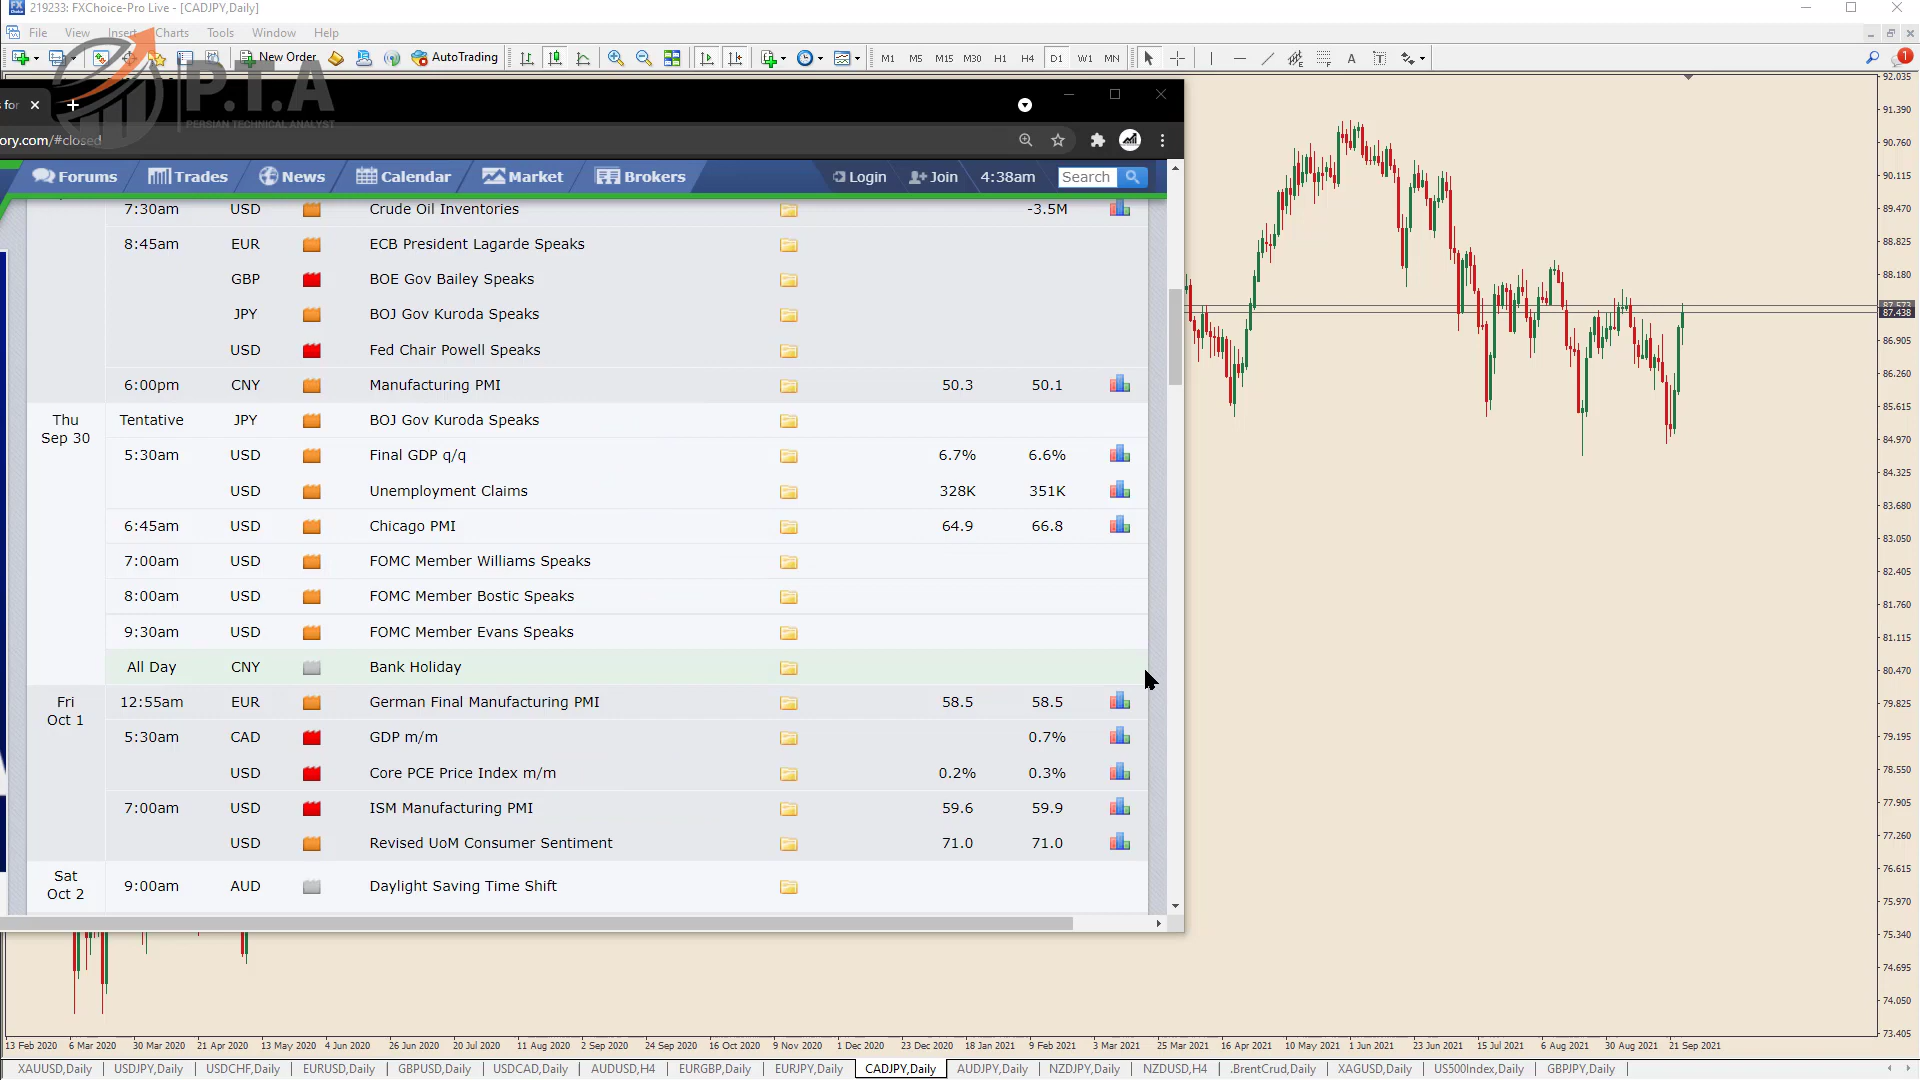 219233: FXChoice-Pro Live - [CADJPY,Daily]
File View Insert Charts Tools Window Help
New Order AutoTrading M1 M5 M15 M30 H1 H4 D1 W1 MN A T 1
P.T.A
PERSIAN TECHNICAL ANALYST
s for
ory.com/#closed
Forums Trades News Calendar Market Brokers Login Join 4:38am Search
7:30am USD Crude Oil Inventories -3.5M
8:45am EUR ECB President Lagarde Speaks
GBP BOE Gov Bailey Speaks
JPY BOJ Gov Kuroda Speaks
USD Fed Chair Powell Speaks
6:00pm CNY Manufacturing PMI 50.3 50.1
Thu Sep 30 Tentative JPY BOJ Gov Kuroda Speaks
5:30am USD Final GDP q/q 6.7% 6.6%
USD Unemployment Claims 328K 351K
6:45am USD Chicago PMI 64.9 66.8
7:00am USD FOMC Member Williams Speaks
8:00am USD FOMC Member Bostic Speaks
9:30am USD FOMC Member Evans Speaks
All Day CNY Bank Holiday
Fri Oct 1 12:55am EUR German Final Manufacturing PMI 58.5 58.5
5:30am CAD GDP m/m 0.7%
USD Core PCE Price Index m/m 0.2% 0.3%
7:00am USD ISM Manufacturing PMI 59.6 59.9
USD Revised UoM Consumer Sentiment 71.0 71.0
Sat Oct 2 9:00am AUD Daylight Saving Time Shift
92.035
91.390
90.760
90.115
89.470
88.825
88.180
87.573
87.438
86.905
86.260
85.615
84.970
84.325
83.680
83.050
82.405
81.760
81.115
80.470
79.825
79.195
78.550
77.905
77.260
76.615
75.970
75.340
74.695
74.050
73.405
13 Feb 2020 6 Mar 2020 30 Mar 2020 21 Apr 2020 13 May 2020 4 Jun 2020 26 Jun 2020 20 Jul 2020 11 Aug 2020 2 Sep 2020 24 Sep 2020 16 Oct 2020 9 Nov 2020 1 Dec 2020 23 Dec 2020 18 Jan 2021 9 Feb 2021 3 Mar 2021 25 Mar 2021 16 Apr 2021 10 May 2021 1 Jun 2021 23 Jun 2021 15 Jul 2021 6 Aug 2021 30 Aug 2021 21 Sep 2021
XAUUSD,Daily USDJPY,Daily USDCHF,Daily EURUSD,Daily GBPUSD,Daily USDCAD,Daily AUDUSD,H4 EURGBP,Daily EURJPY,Daily CADJPY,Daily AUDJPY,Daily NZDJPY,Daily NZDUSD,H4 .BrentCrud,Daily XAGUSD,Daily US500Index,Daily GBPJPY,Daily